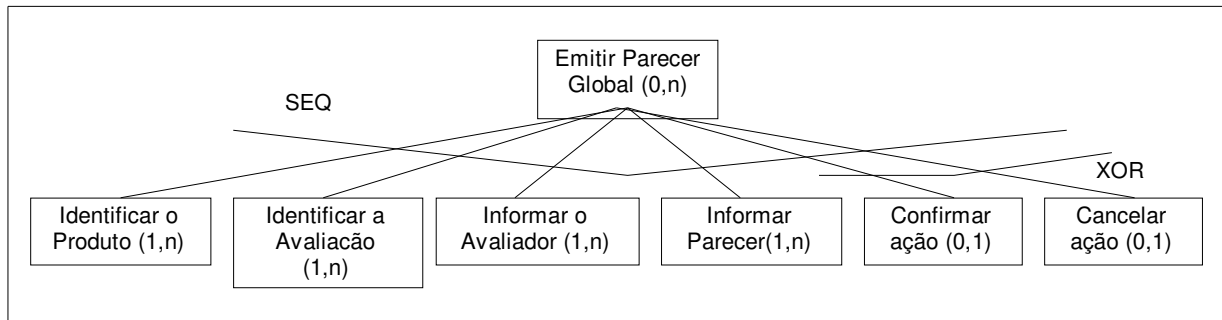 Emitir Parecer
Global (0,n)
SEQ
XOR
Identificar o
Produto (1,n)
Identificar a
Avaliacão
(1,n)
Informar o
Avaliador (1,n)
Informar
Parecer(1,n)
Confirmar
ação (0,1)
Cancelar
ação (0,1)